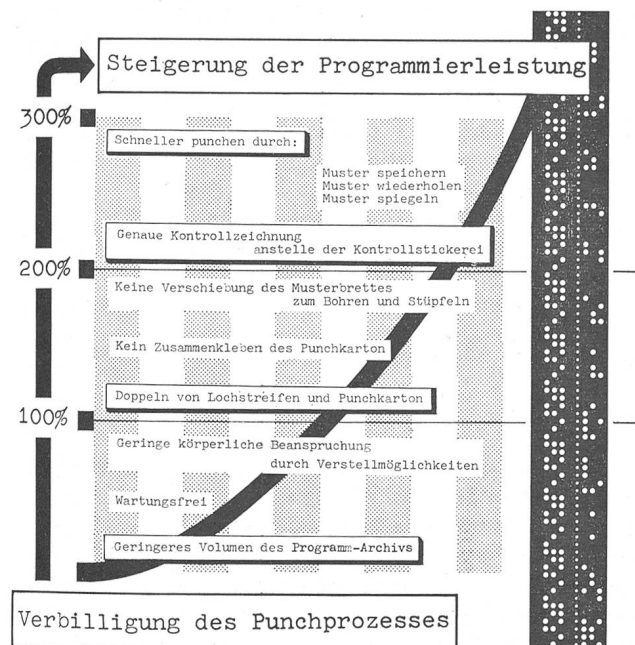 Steigerung der Programmierleistung
300%
Schneller punchen durch:
Muster speichern
Muster wiederholen
Muster spiegeln
Genaue Kontrollzeichnung
anstelle der Kontrollstickerei
200%
Keine Verschiebung des Musterbrettes
zum Bohren und Stüpfeln
Kein Zusammenkleben des Punchkarton
Doppeln von Lochstreifen und Punchkarton
100%
Geringe körperliche Beanspruchung
durch Verstellmöglichkeiten
Wartungsfrei
Geringeres Volumen des Programm-Archivs
Verbilligung des Punchprozesses